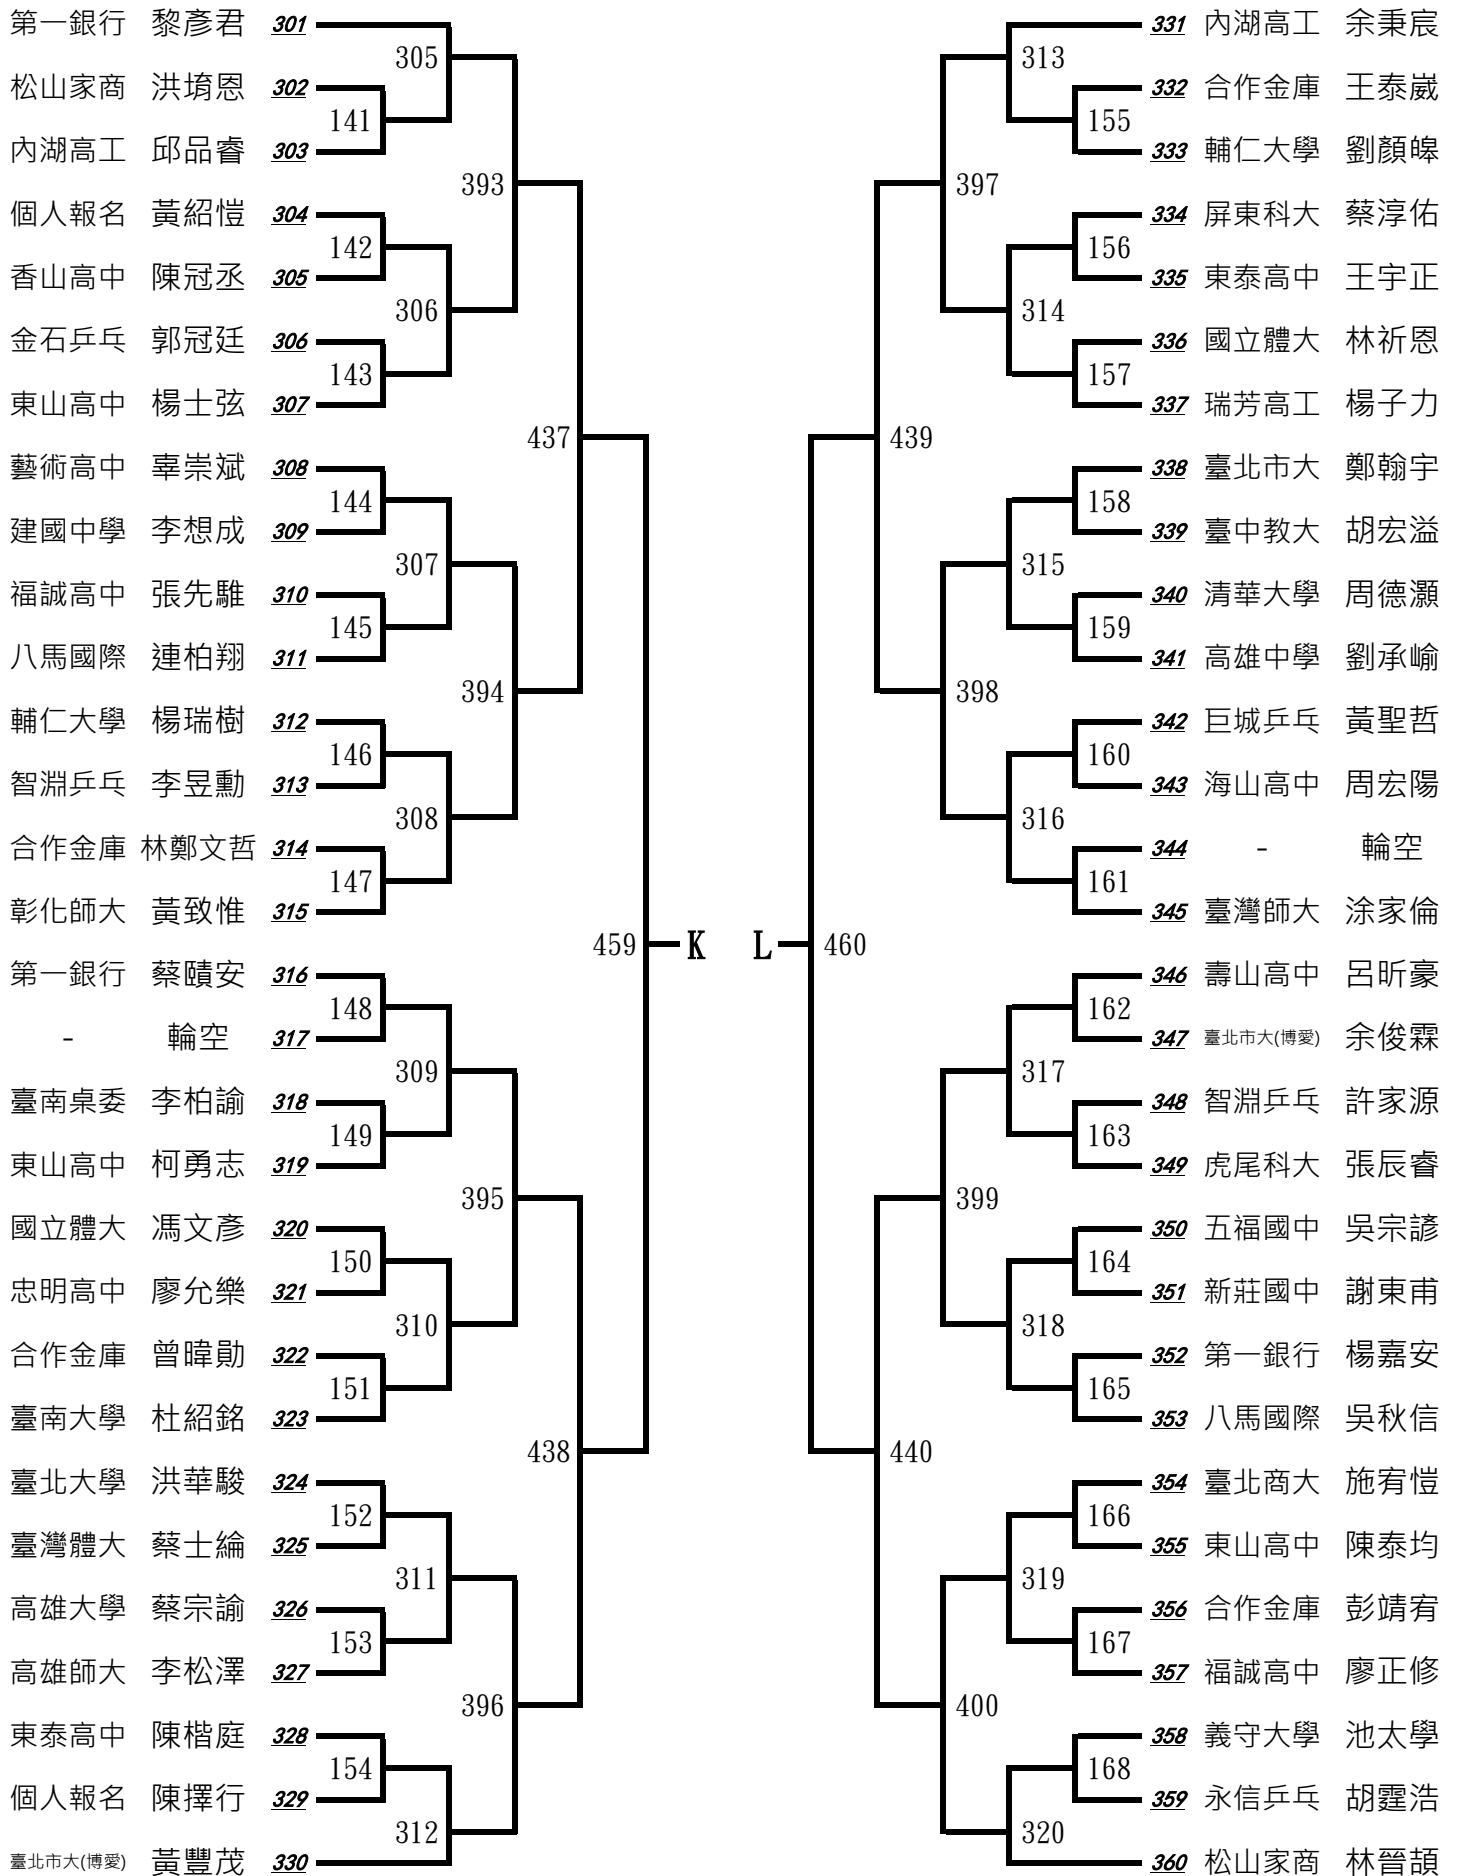 第一銀行 黎彥君 301 331 內湖高工 余秉宸
305 313
松山家商 洪堉恩 302 332 合作金庫 王泰崴
141 155
內湖高工 邱品睿 303 333 輔仁大學 劉顏皞
393 397
個人報名 黃紹愷 304 334 屏東科大 蔡淳佑
142 156
香山高中 陳冠丞 305 335 東泰高中 王宇正
306 314
金石乒乓 郭冠廷 306 336 國立體大 林祈恩
143 157
東山高中 楊士弦 307 337 瑞芳高工 楊子力
437 439
藝術高中 辜崇斌 308 338 臺北市大 鄭翰宇
144 158
建國中學 李想成 309 339 臺中教大 胡宏溢
307 315
福誠高中 張先騅 310 340 清華大學 周德灝
145 159
八馬國際 連柏翔 311 341 高雄中學 劉承崳
394 398
輔仁大學 楊瑞樹 312 342 巨城乒乓 黃聖哲
146 160
智淵乒乓 李昱勳 313 343 海山高中 周宏陽
308 316
合作金庫 林鄭文哲 314 344 - 輪空
147 161
彰化師大 黃致惟 315 345 臺灣師大 涂家倫
459 K L 460
第一銀行 蔡賾安 316 346 壽山高中 呂昕豪
148 162
- 輪空 317 347 臺北市大(博愛) 余俊霖
309 317
臺南桌委 李柏諭 318 348 智淵乒乓 許家源
149 163
東山高中 柯勇志 319 349 虎尾科大 張辰睿
395 399
國立體大 馮文彥 320 350 五福國中 吳宗諺
150 164
忠明高中 廖允樂 321 351 新莊國中 謝東甫
310 318
合作金庫 曾暐勛 322 352 第一銀行 楊嘉安
151 165
臺南大學 杜紹銘 323 353 八馬國際 吳秋信
438 440
臺北大學 洪華駿 324 354 臺北商大 施宥愷
152 166
臺灣體大 蔡士綸 325 355 東山高中 陳泰均
311 319
高雄大學 蔡宗諭 326 356 合作金庫 彭靖宥
153 167
高雄師大 李松澤 327 357 福誠高中 廖正修
396 400
東泰高中 陳楷庭 328 358 義守大學 池太學
154 168
個人報名 陳擇行 329 359 永信乒乓 胡霆浩
312 320
臺北市大(博愛) 黃豐茂 330 360 松山家商 林晉頡